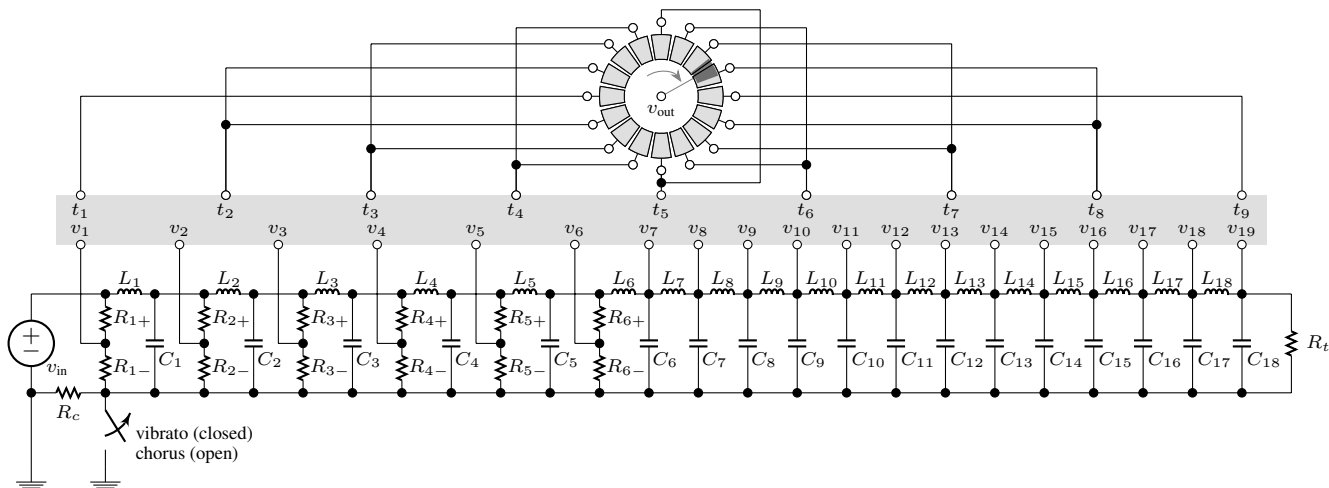 v_out
t_1 t_2 t_3 t_4 t_5 t_6 t_7 t_8 t_9
v_1 v_2 v_3 v_4 v_5 v_6 v_7 v_8 v_9 v_10 v_11 v_12 v_13 v_14 v_15 v_16 v_17 v_18 v_19
L_1 L_2 L_3 L_4 L_5 L_6 L_7 L_8 L_9 L_10 L_11 L_12 L_13 L_14 L_15 L_16 L_17 L_18
R_1+ R_2+ R_3+ R_4+ R_5+ R_6+
+
−
R_t
v_in R_1− C_1 R_2− C_2 R_3− C_3 R_4− C_4 R_5− C_5 R_6− C_6 C_7 C_8 C_9 C_10 C_11 C_12 C_13 C_14 C_15 C_16 C_17 C_18
R_c
vibrato (closed)
chorus (open)